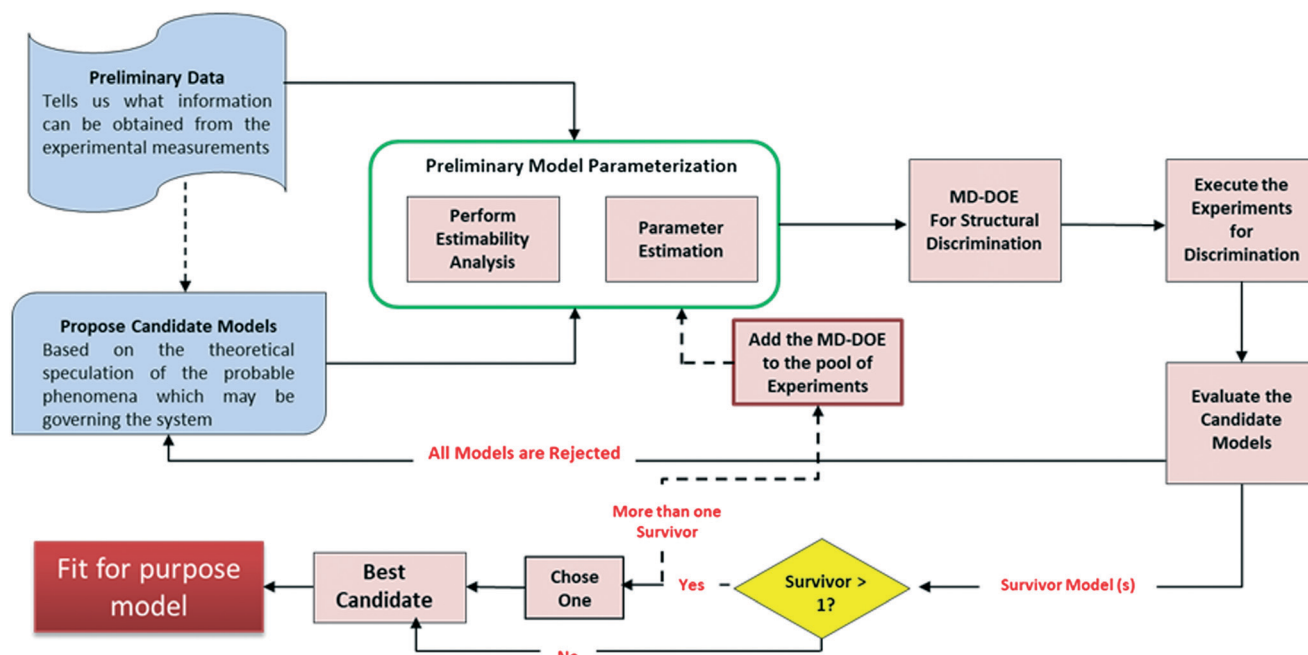 Preliminary Data
Tells us what information
can be obtained from the
experimental measurements
Preliminary Model Parameterization
Perform
Estimability
Analysis
Parameter
Estimation
MD-DOE
For Structural
Discrimination
Execute the
Experiments
for
Discrimination
Propose Candidate Models
Based on the theoretical
speculation of the probable
phenomena which may be
governing the system
Add the MD-DOE
to the pool of
Experiments
Evaluate the
Candidate
Models
All Models are Rejected
More than one
Survivor
Fit for purpose
model
Best
Candidate
Chose
One
Yes
Survivor >
1?
Survivor Model (s)
No